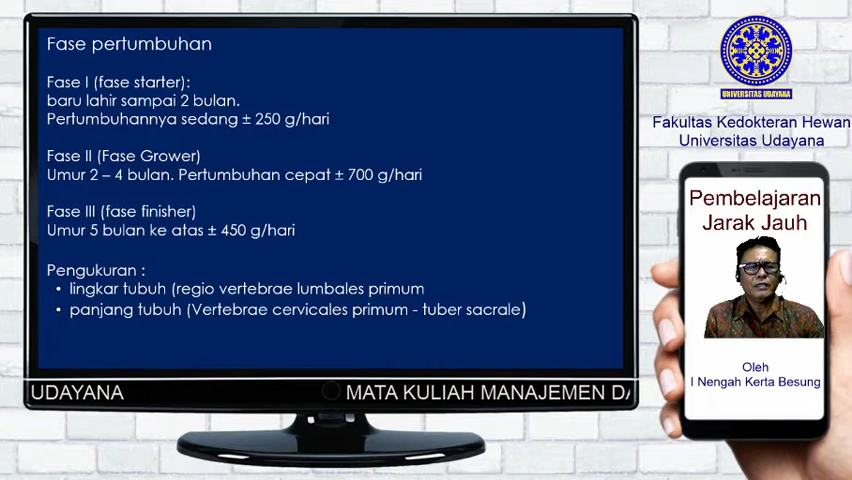 Fase pertumbuhan
Fase I (fase starter):
baru lahir sampai 2 bulan.
Pertumbuhannya sedang ± 250 g/hari
Fase II (Fase Grower)
Umur 2 – 4 bulan. Pertumbuhan cepat ± 700 g/hari
Fase III (fase finisher)
Umur 5 bulan ke atas ± 450 g/hari
Pengukuran :
• lingkar tubuh (regio vertebrae lumbales primum
• panjang tubuh (Vertebrae cervicales primum - tuber sacrale)
UDAYANA MATA KULIAH MANAJEMEN DA
UNIVERSITAS UDAYANA
Fakultas Kedokteran Hewan
Universitas Udayana
Pembelajaran
Jarak Jauh
Oleh
I Nengah Kerta Besung